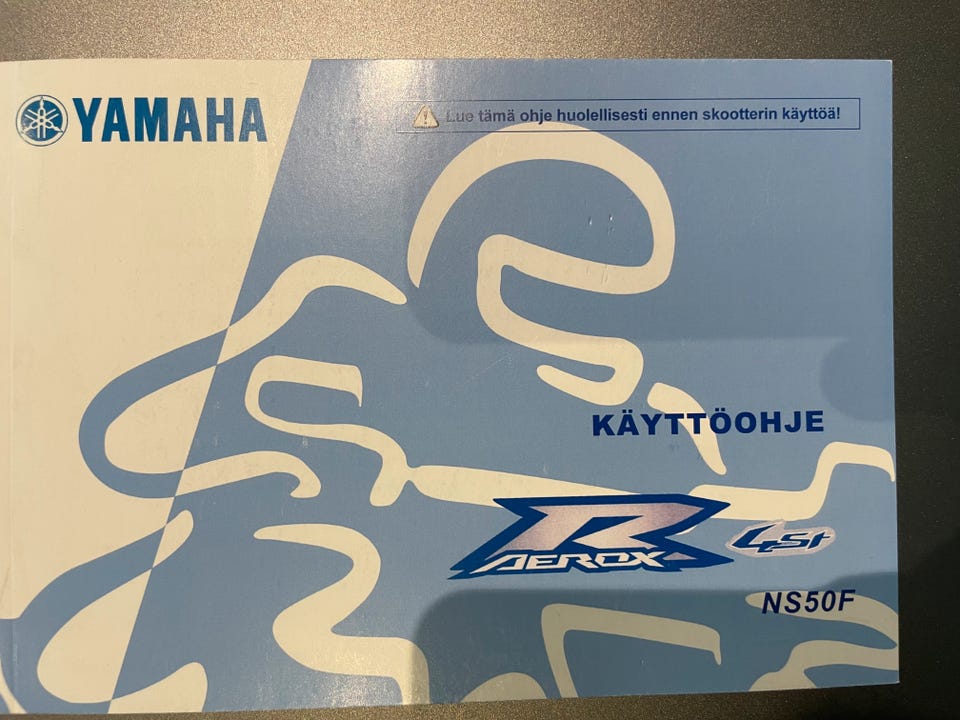 YAMAHA
Lue tämä ohje huolellisesti ennen skootterin käyttöä!
KÄYTTÖOHJE
R
AEROX 4St
NS50F